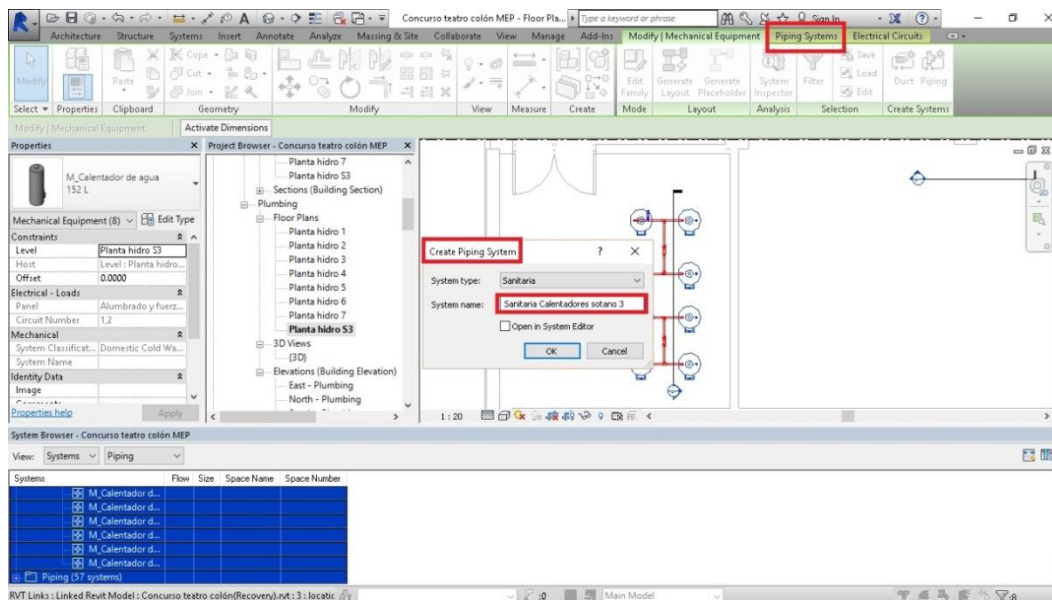 Concurso teatro colón MEP - Floor Pla...
Type a keyword or phrase
Sign In
Architecture Structure Systems Insert Annotate Analyze Massing & Site Collaborate View Manage Add-Ins Modify | Mechanical Equipment Piping Systems Electrical Circuits
Modify
Paste
Cope
Cut
Join
Edit Family
Generate Layout
Generate Placeholder
System Inspector
Filter
Save
Load
Edit
Duct Piping
Select Properties Clipboard Geometry Modify View Measure Create Mode Layout Analysis Selection Create Systems
Modify | Mechanical Equipment
Activate Dimensions
Properties
M_Calentador de agua
152 L
Mechanical Equipment (8)
Edit Type
Constraints
Level Planta hidro S3
Host Level : Planta hidro...
Offset 0.0000
Electrical - Loads
Panel Alumbrado y fuerz...
Circuit Number 1,2
Mechanical
System Classificat... Domestic Cold Wa...
System Name
Identity Data
Image
Comments
Properties help
Apply
Project Browser - Concurso teatro colón MEP
Planta hidro 7
Planta hidro S3
Sections (Building Section)
Plumbing
Floor Plans
Planta hidro 1
Planta hidro 2
Planta hidro 3
Planta hidro 4
Planta hidro 5
Planta hidro 6
Planta hidro 7
Planta hidro S3
3D Views
{3D}
Elevations (Building Elevation)
East - Plumbing
North - Plumbing
Create Piping System
?
System type: Sanitaria
System name: Sanitaria Calentadores sotano 3
Open in System Editor
OK Cancel
1 : 20
System Browser - Concurso teatro colón MEP
View: Systems Piping
Systems Flow Size Space Name Space Number
M_Calentador d...
M_Calentador d...
M_Calentador d...
M_Calentador d...
M_Calentador d...
M_Calentador d...
Piping (57 systems)
RVT Links : Linked Revit Model : Concurso teatro colón(Recovery).rvt : 3 : locatic
:0
Main Model
:8